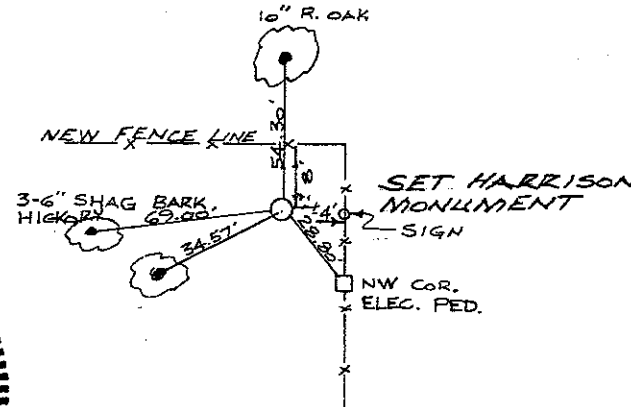 10" R. OAK
54.30'
NEW FENCE LINE
8'
3-6" SHAG BARK
HICKORY
69.00'
34.57'
28.80'
SET HARRISON
MONUMENT
SIGN
NW COR.
ELEC. PED.